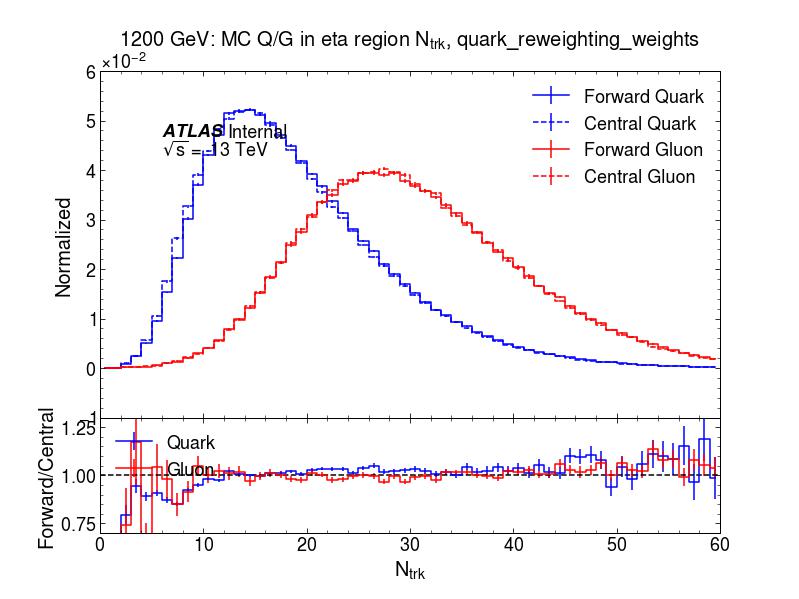 1200 GeV: MC Q/G in eta region N_trk, quark_reweighting_weights
×10⁻²
6
5
4
3
2
1
0
−1
Normalized
ATLAS Internal
√s = 13 TeV
Forward Quark
Central Quark
Forward Gluon
Central Gluon
Forward/Central
1.25
1.00
0.75
Quark
Gluon
0 10 20 30 40 50 60
N_trk